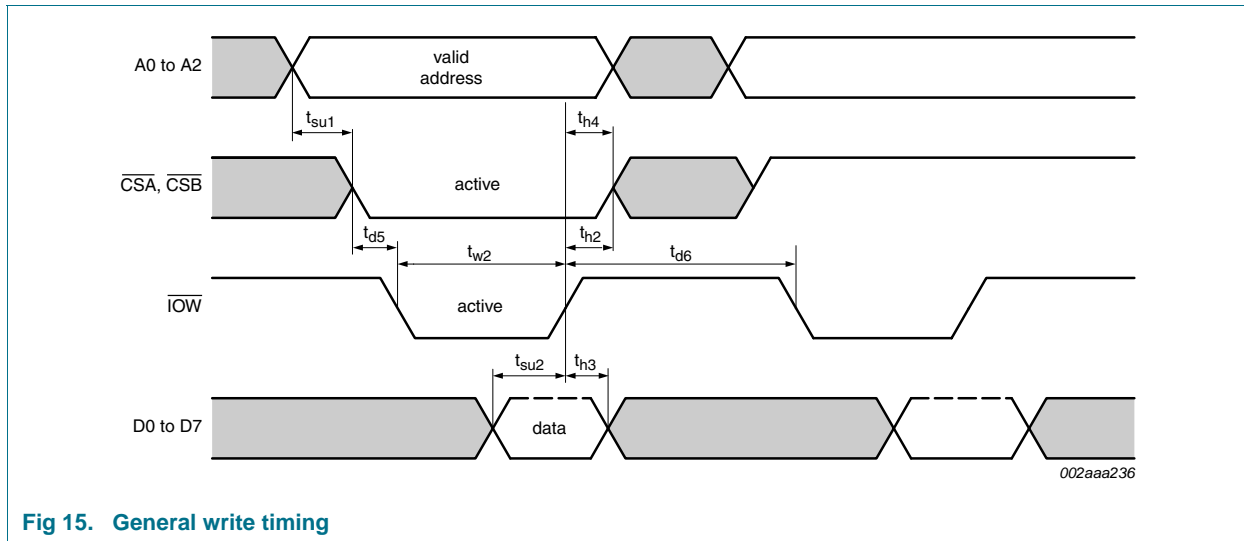 A0 to A2
valid
address
tsu1
th4
CSA, CSB
active
td5
tw2
th2
td6
IOW
active
tsu2
th3
D0 to D7
data
002aaa236
Fig 15. General write timing